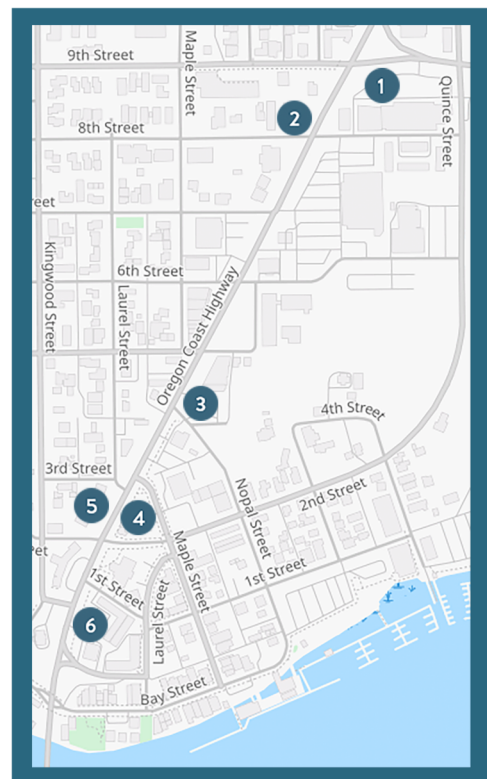 9th Street
Maple Street
1
Quince Street
2
8th Street
reet
Kingwood Street
6th Street
Laurel Street
Oregon Coast Highway
3
4th Street
3rd Street
5
4
Nopal Street
2nd Street
Maple Street
1st Street
1st Street
Laurel Street
6
Bay Street